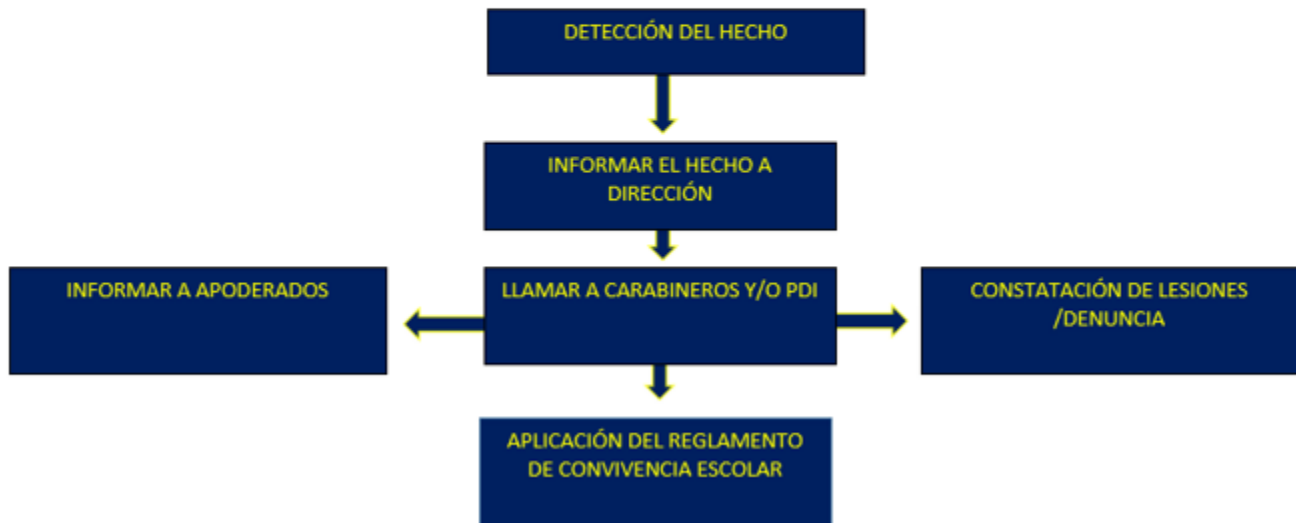 DETECCIÓN DEL HECHO
INFORMAR EL HECHO A
DIRECCIÓN
INFORMAR A APODERADOS
LLAMAR A CARABINEROS Y/O PDI
CONSTATACIÓN DE LESIONES
/DENUNCIA
APLICACIÓN DEL REGLAMENTO
DE CONVIVENCIA ESCOLAR